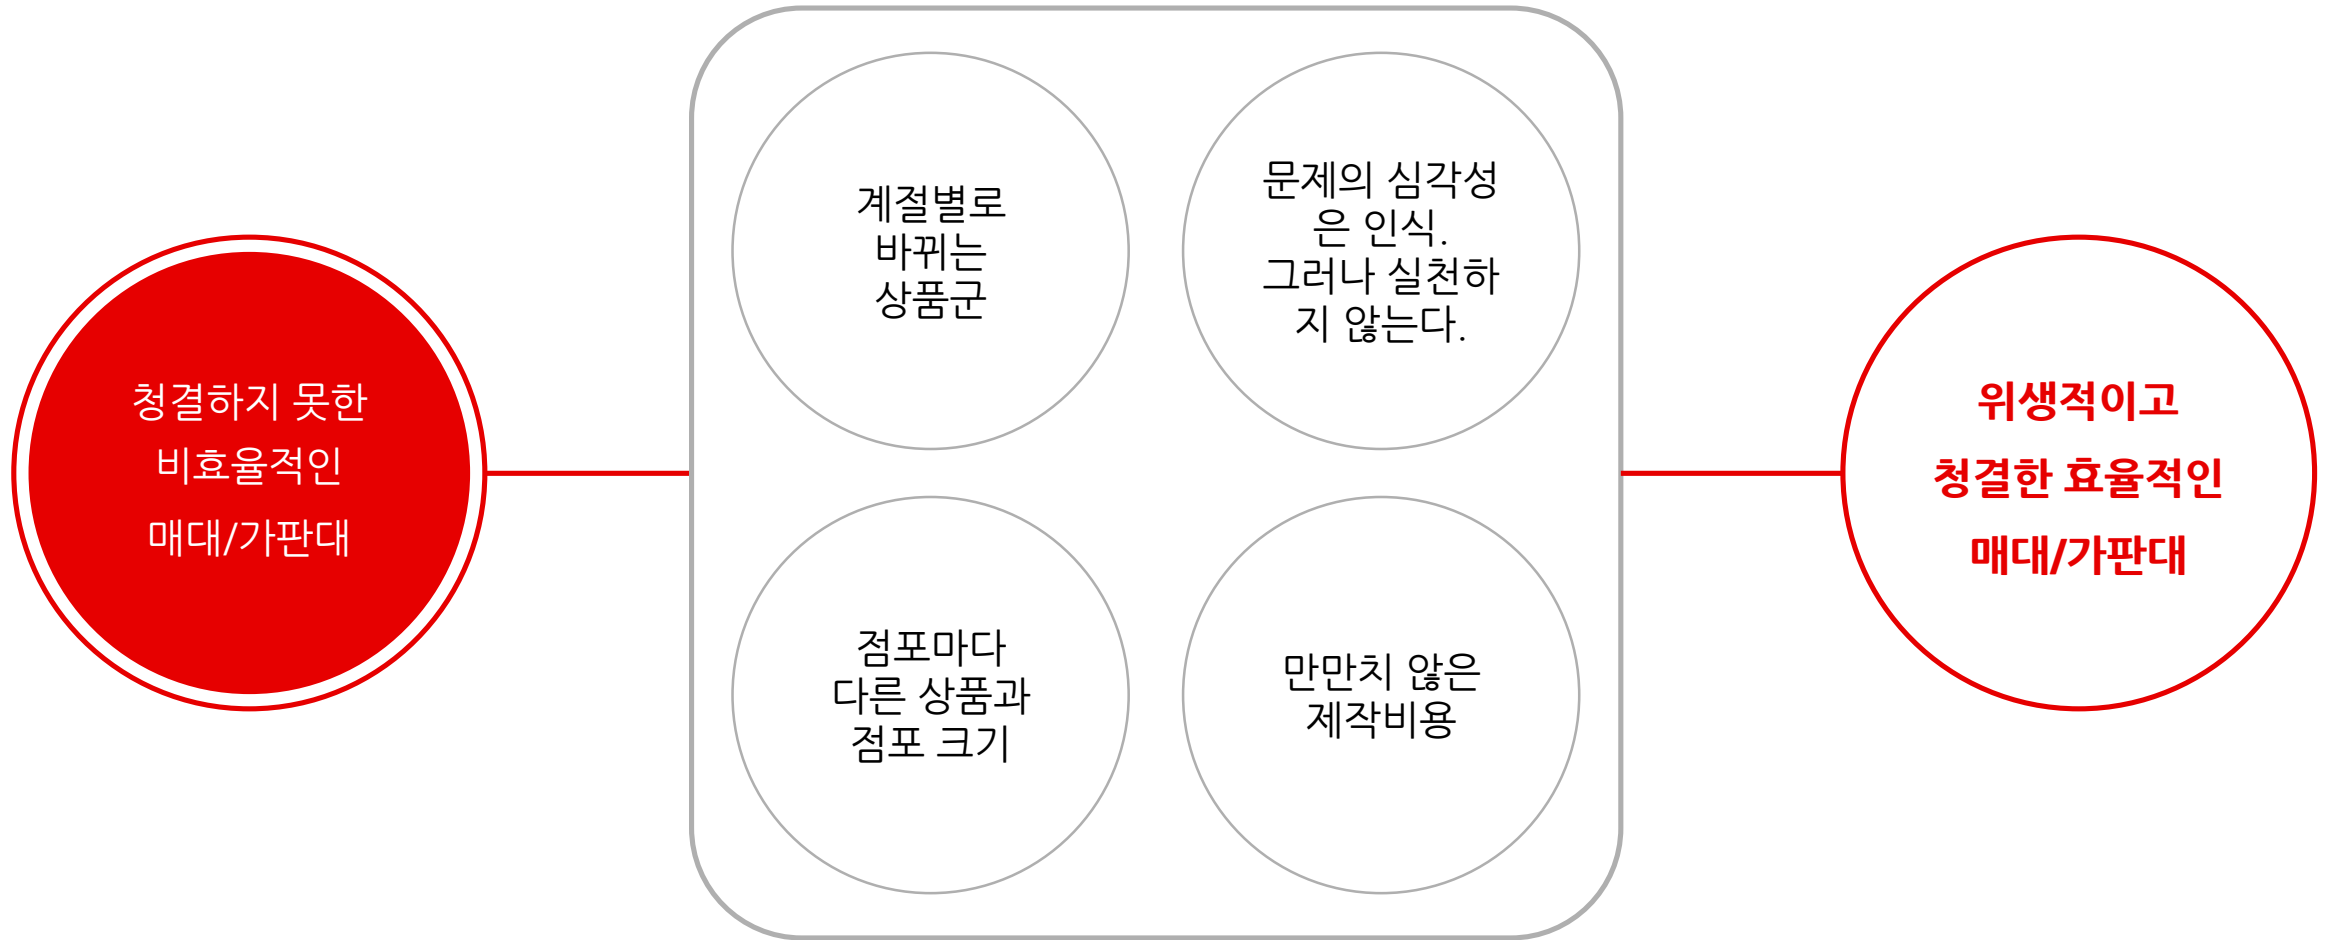 청결하지 못한
비효율적인
매대/가판대
계절별로
바뀌는
상품군
문제의 심각성
은 인식.
그러나 실천하
지 않는다.
점포마다
다른 상품과
점포 크기
만만치 않은
제작비용
위생적이고
청결한 효율적인
매대/가판대